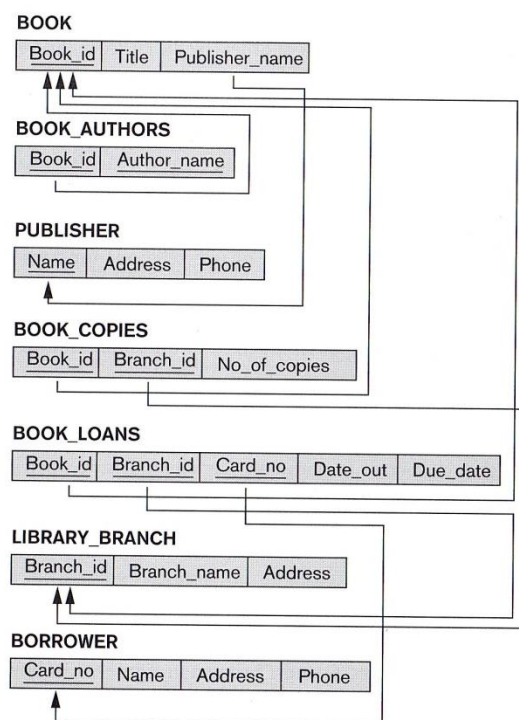 BOOK
Book_id Title Publisher_name
BOOK_AUTHORS
Book_id Author_name
PUBLISHER
Name Address Phone
BOOK_COPIES
Book_id Branch_id No_of_copies
BOOK_LOANS
Book_id Branch_id Card_no Date_out Due_date
LIBRARY_BRANCH
Branch_id Branch_name Address
BORROWER
Card_no Name Address Phone